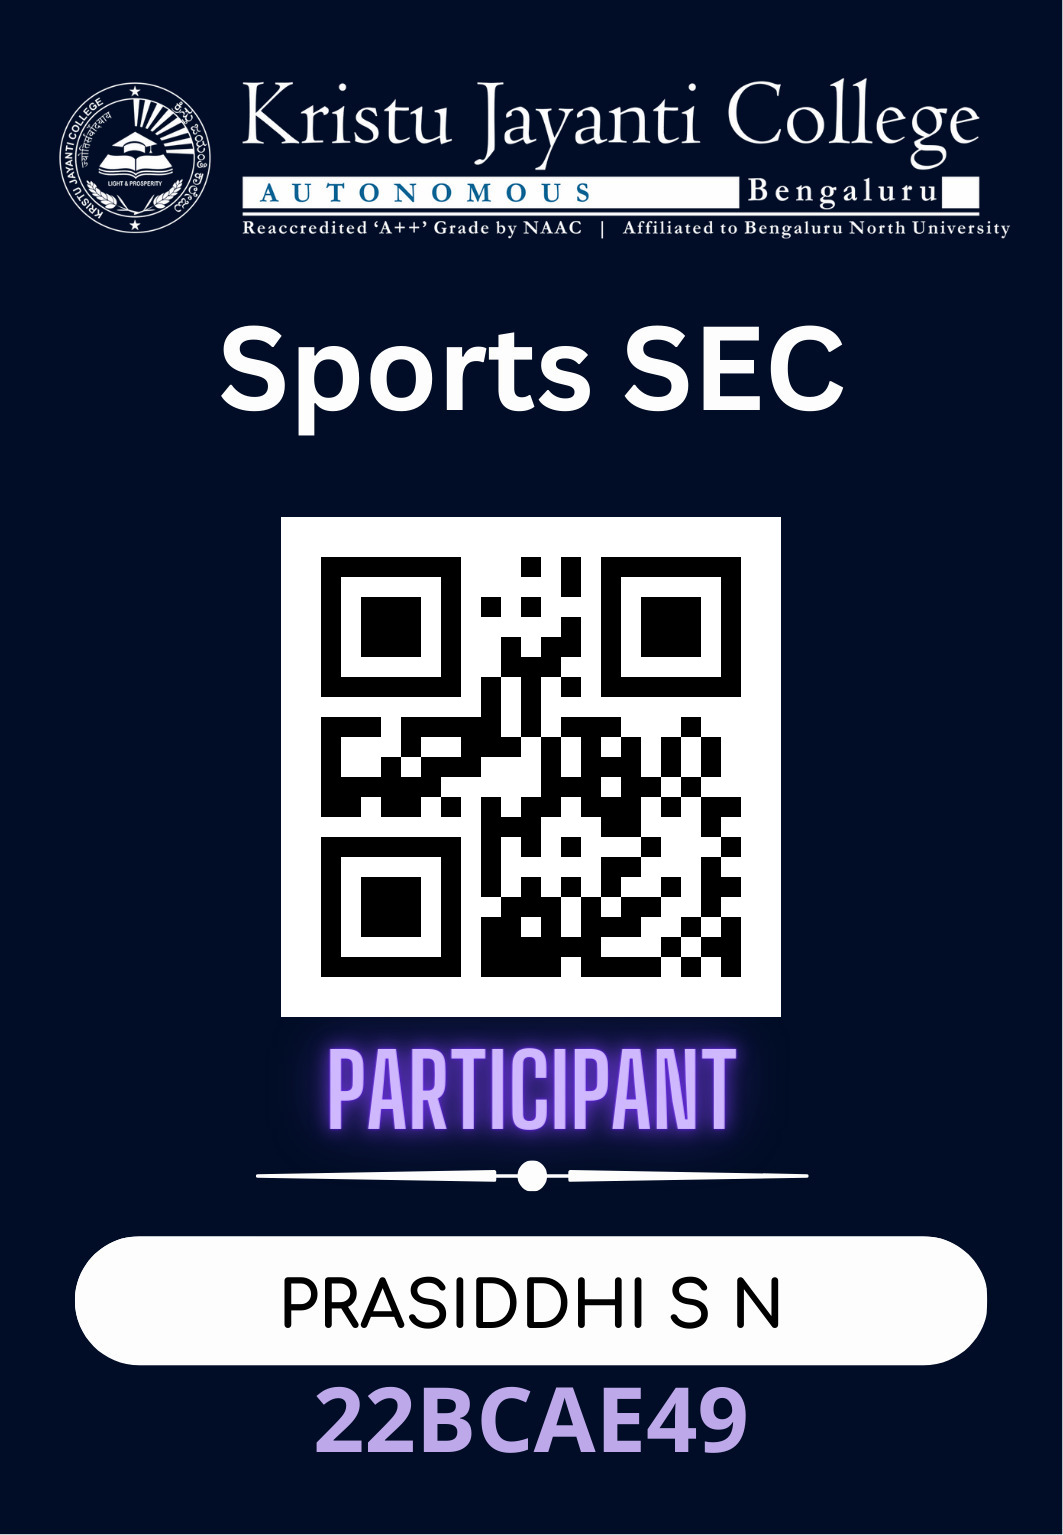 Kristu Jayanti College
AUTONOMOUS Bengaluru
Reaccredited ‘A++’ Grade by NAAC | Affiliated to Bengaluru North University
KRISTU JAYANTI COLLEGE
LIGHT & PROSPERITY
Sports SEC
PARTICIPANT
PRASIDDHI S N
22BCAE49